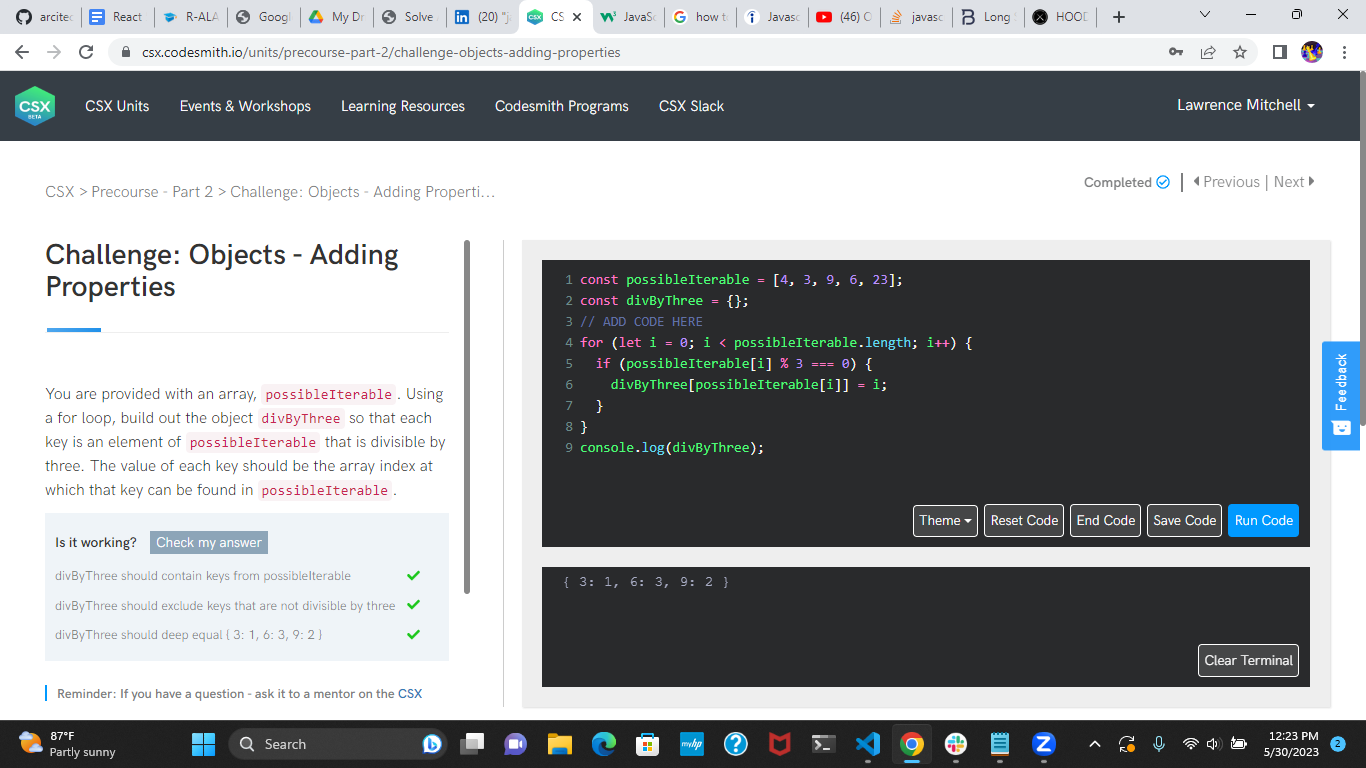 arcitec
React
R-ALA
Googl
My Dr
Solve
(20) "j
CS
JavaSc
how t
Javasc
(46) C
javasc
Long
HOOD
csx.codesmith.io/units/precourse-part-2/challenge-objects-adding-properties
CSX
BETA
CSX Units
Events & Workshops
Learning Resources
Codesmith Programs
CSX Slack
Lawrence Mitchell
CSX > Precourse - Part 2 > Challenge: Objects - Adding Properti...
Completed
Previous | Next
Challenge: Objects - Adding
Properties
You are provided with an array, possibleIterable . Using
a for loop, build out the object divByThree so that each
key is an element of possibleIterable that is divisible by
three. The value of each key should be the array index at
which that key can be found in possibleIterable .
Is it working? Check my answer
divByThree should contain keys from possibleIterable
divByThree should exclude keys that are not divisible by three
divByThree should deep equal { 3: 1, 6: 3, 9: 2 }
Reminder: If you have a question - ask it to a mentor on the CSX
1 const possibleIterable = [4, 3, 9, 6, 23];
2 const divByThree = {};
3 // ADD CODE HERE
4 for (let i = 0; i < possibleIterable.length; i++) {
5 if (possibleIterable[i] % 3 === 0) {
6 divByThree[possibleIterable[i]] = i;
7 }
8 }
9 console.log(divByThree);
Theme
Reset Code
End Code
Save Code
Run Code
{ 3: 1, 6: 3, 9: 2 }
Clear Terminal
Feedback
87°F
Partly sunny
Search
myhp
12:23 PM
5/30/2023
2